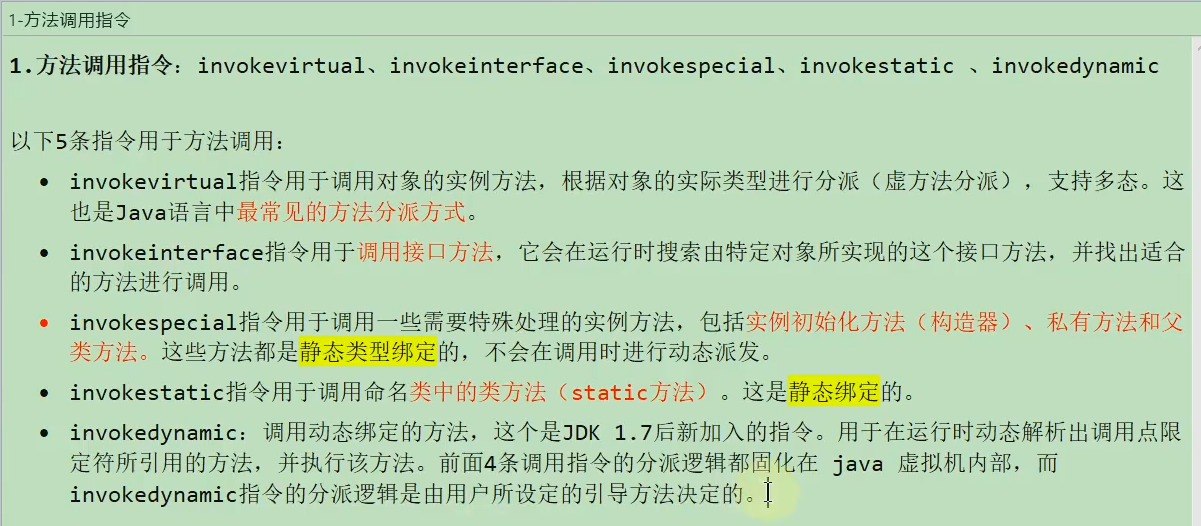 1-方法调用指令
1.方法调用指令：invokevirtual、invokeinterface、invokespecial、invokestatic 、invokedynamic
以下5条指令用于方法调用：
• invokevirtual指令用于调用对象的实例方法，根据对象的实际类型进行分派（虚方法分派），支持多态。这
也是Java语言中最常见的方法分派方式。
• invokeinterface指令用于调用接口方法，它会在运行时搜索由特定对象所实现的这个接口方法，并找出适合
的方法进行调用。
• invokespecial指令用于调用一些需要特殊处理的实例方法，包括实例初始化方法（构造器）、私有方法和父
类方法。这些方法都是静态类型绑定的，不会在调用时进行动态派发。
• invokestatic指令用于调用命名类中的类方法（static方法）。这是静态绑定的。
• invokedynamic：调用动态绑定的方法，这个是JDK 1.7后新加入的指令。用于在运行时动态解析出调用点限
定符所引用的方法，并执行该方法。前面4条调用指令的分派逻辑都固化在 java 虚拟机内部，而
invokedynamic指令的分派逻辑是由用户所设定的引导方法决定的。